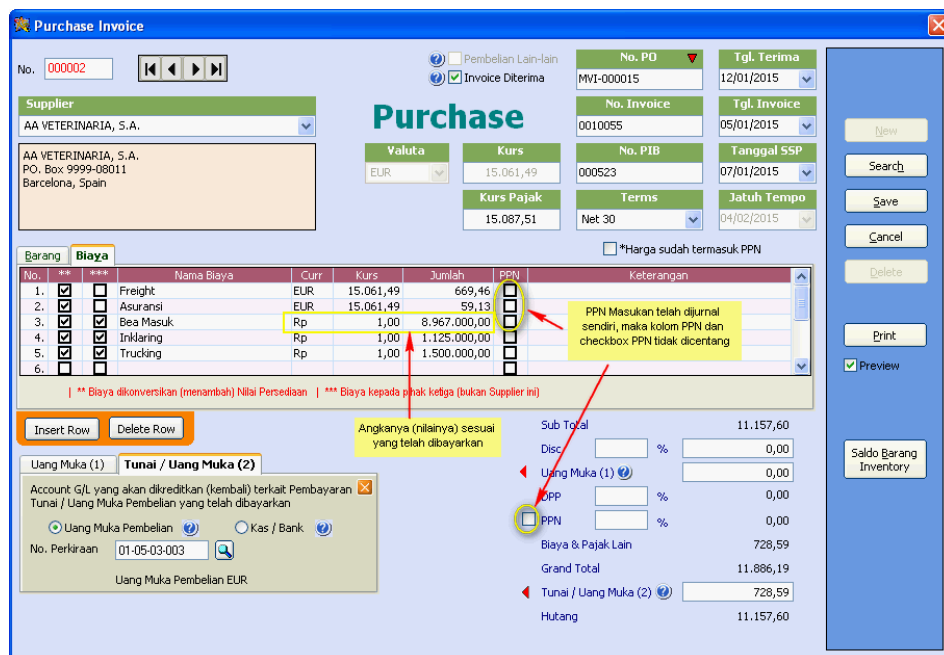 Purchase Invoice
No. 000002
Pembelian Lain-lain
Invoice Diterima
No. PO
MVI-000015
Tgl. Terima
12/01/2015
Supplier
AA VETERINARIA, S.A.
Purchase
No. Invoice
0010055
Tgl. Invoice
05/01/2015
AA VETERINARIA, S.A.
PO. Box 9999-08011
Barcelona, Spain
Valuta
EUR
Kurs
15.061,49
No. PIB
000523
Tanggal SSP
07/01/2015
Kurs Pajak
15.087,51
Terms
Net 30
Jatuh Tempo
04/02/2015
*Harga sudah termasuk PPN
New
Search
Save
Cancel
Delete
Print
Preview
Saldo Barang
Inventory
Barang Biaya
No. ** *** Nama Biaya Curr Kurs Jumlah PPN Keterangan
1. Freight EUR 15.061,49 669,46
2. Asuransi EUR 15.061,49 59,13
3. Bea Masuk Rp 1,00 8.967.000,00
4. Inklaring Rp 1,00 1.125.000,00
5. Trucking Rp 1,00 1.500.000,00
6.
PPN Masukan telah dijurnal
sendiri, maka kolom PPN dan
checkbox PPN tidak dicentang
| ** Biaya dikonversikan (menambah) Nilai Persediaan | *** Biaya kepada pihak ketiga (bukan Supplier ini)
Insert Row Delete Row
Angkanya (nilainya) sesuai
yang telah dibayarkan
Uang Muka (1) Tunai / Uang Muka (2)
Account G/L yang akan dikreditkan (kembali) terkait Pembayaran
Tunai / Uang Muka Pembelian yang telah dibayarkan
Uang Muka Pembelian Kas / Bank
No. Perkiraan 01-05-03-003
Uang Muka Pembelian EUR
Sub Total 11.157,60
Disc % 0,00
Uang Muka (1) 0,00
DPP % 0,00
PPN % 0,00
Biaya & Pajak Lain 728,59
Grand Total 11.886,19
Tunai / Uang Muka (2) 728,59
Hutang 11.157,60